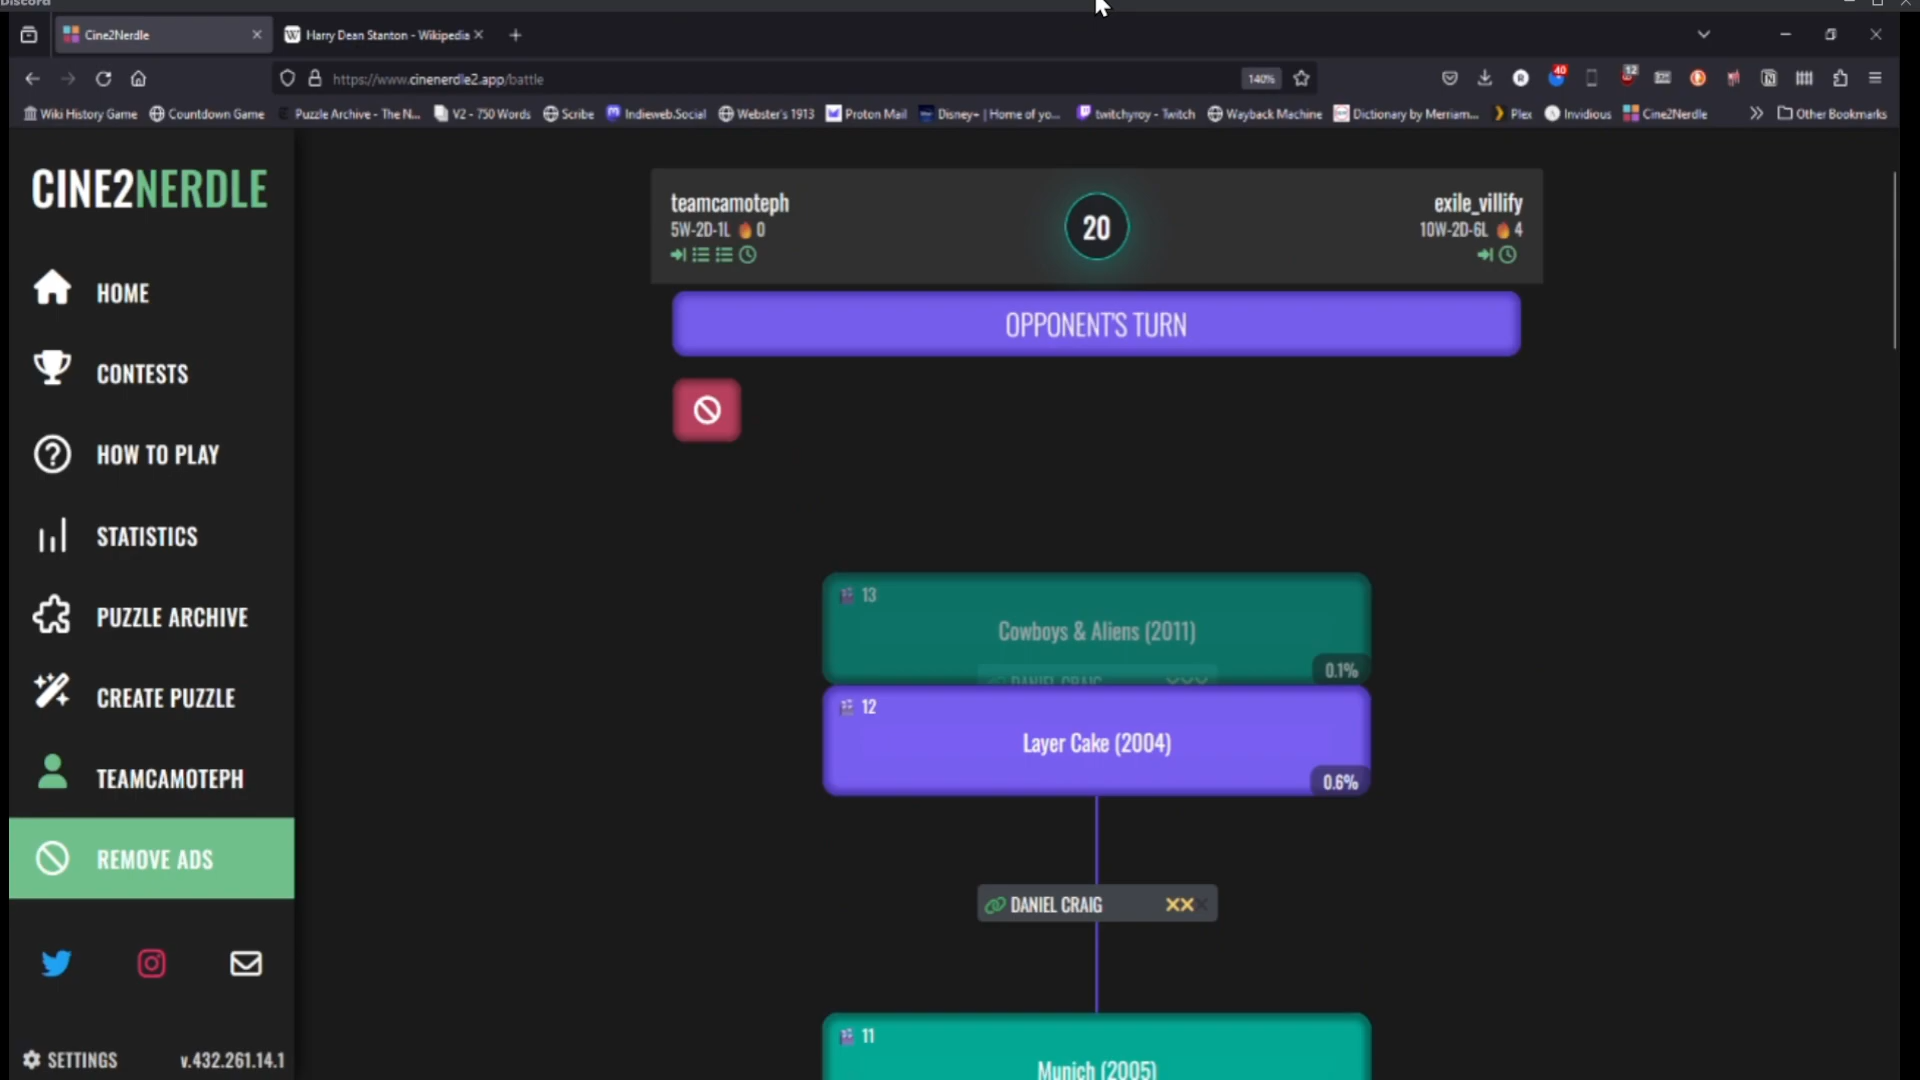 Discord
Cine2Nerdle
Harry Dean Stanton - Wikipedia
https://www.cinenerdle2.app/battle
140%
40
12
Wiki History Game
Countdown Game
Puzzle Archive - The N...
V2 - 750 Words
Scribe
Indieweb.Social
Webster's 1913
Proton Mail
Disney+ | Home of yo...
twitchyroy - Twitch
Wayback Machine
Dictionary by Merriam...
Plex
Invidious
Cine2Nerdle
Other Bookmarks
CINE2NERDLE
HOME
CONTESTS
HOW TO PLAY
STATISTICS
PUZZLE ARCHIVE
CREATE PUZZLE
TEAMCAMOTEPH
REMOVE ADS
SETTINGS
v.432.261.14.1
teamcamoteph
5W-2D-1L 0
20
exile_villify
10W-2D-6L 4
OPPONENT'S TURN
13
Cowboys & Aliens (2011)
0.1%
DANIEL CRAIG
12
Layer Cake (2004)
0.6%
DANIEL CRAIG
11
Munich (2005)